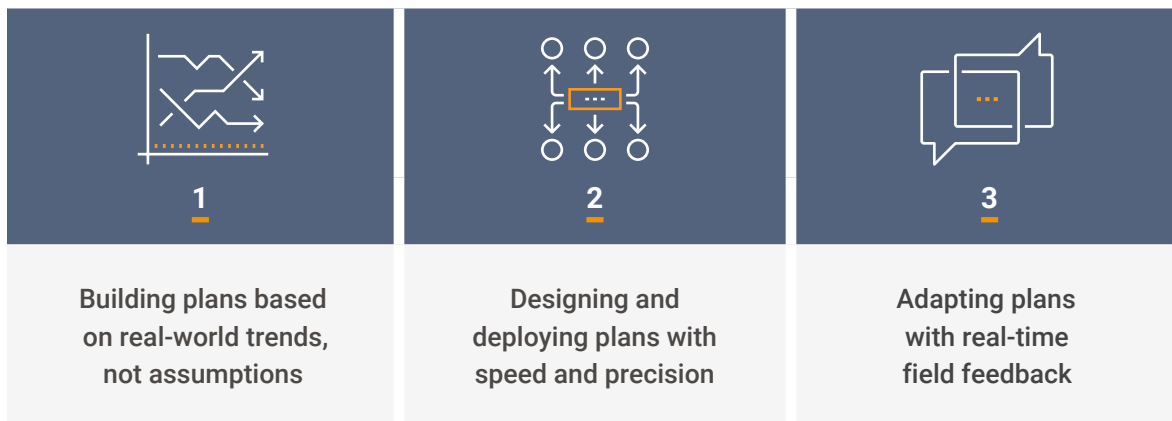 1
Building plans based
on real-world trends,
not assumptions
2
Designing and
deploying plans with
speed and precision
3
Adapting plans
with real-time
field feedback